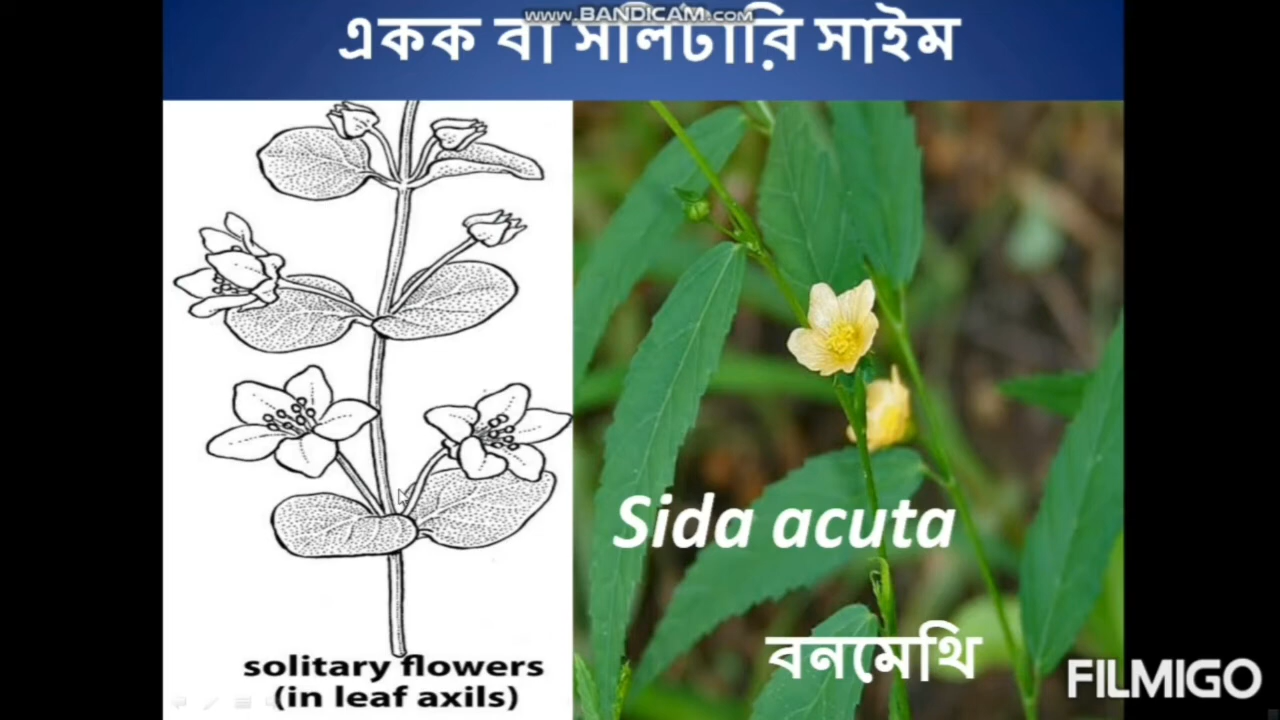 www.BANDICAM.com
একক বা সলিটারি সাইম
Sida acuta
বনমেথি
solitary flowers
(in leaf axils)
FILMIGO